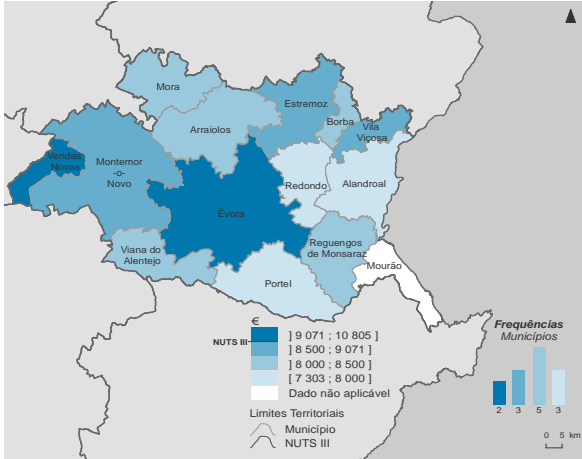 Mora
Estremoz
Arraiolos
Borba
Vila
Viçosa
Vendas
Novas
Montemor
-o-
Novo
Redondo
Alandroal
Évora
Viana do
Alentejo
Reguengos
de Monsaraz
Mourão
Portel
€
NUTS III
] 9 071 ; 10 805 ]
] 8 500 ; 9 071 ]
] 8 000 ; 8 500 ]
[ 7 303 ; 8 000 ]
Dado não aplicável
Limites Territoriais
Município
NUTS III
Frequências
Municípios
2 3 5 3
0 5 km